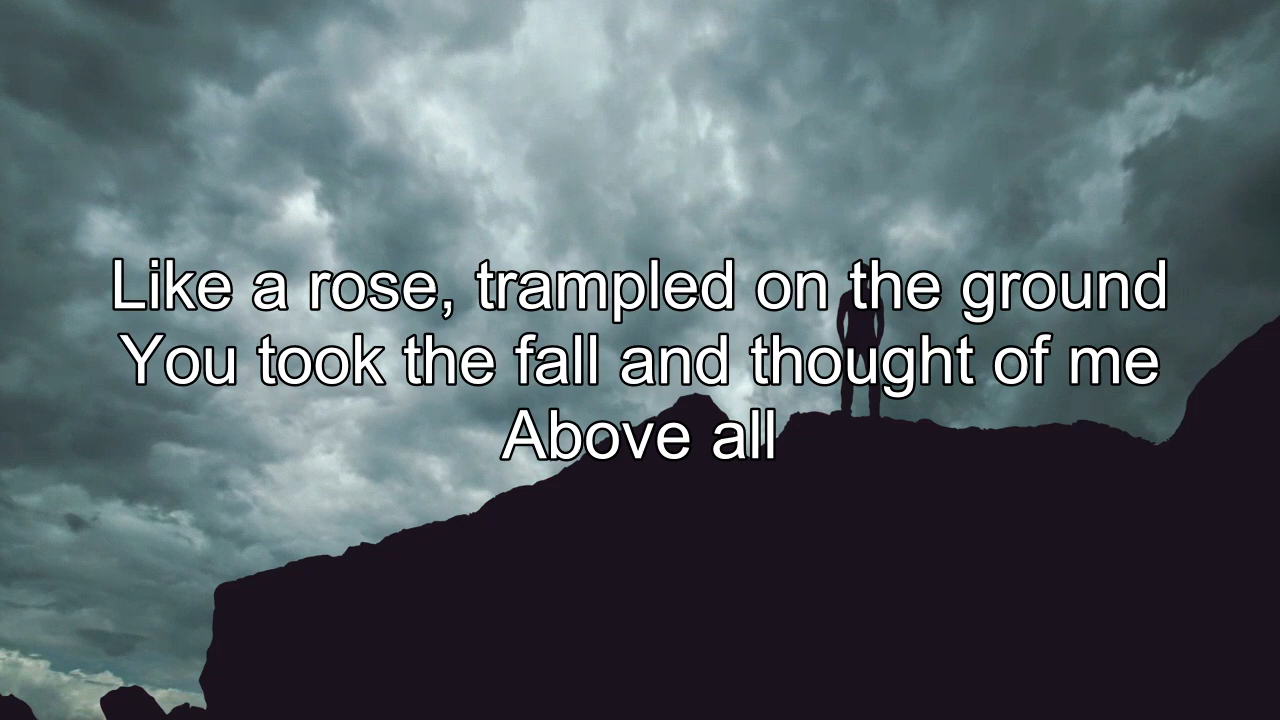 Like a rose, trampled on the ground
You took the fall and thought of me
Above all